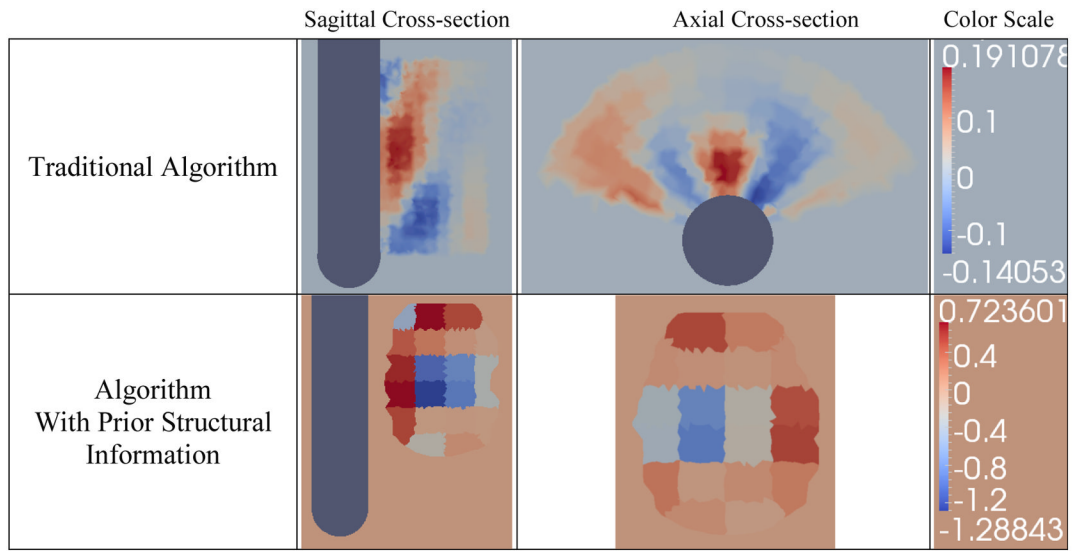 Sagittal Cross-section
Axial Cross-section
Color Scale
Traditional Algorithm
0.191078
0.1
0
-0.1
-0.14053
Algorithm
With Prior Structural
Information
0.723601
0.4
0
-0.4
-0.8
-1.2
-1.28843